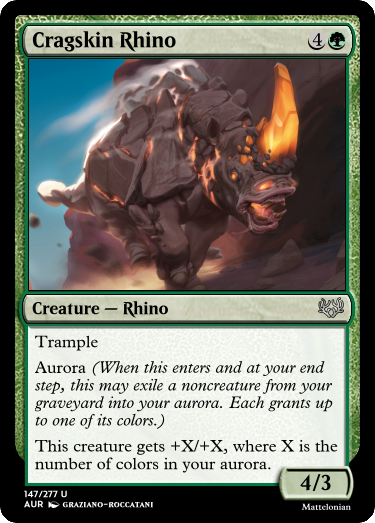 Cragskin Rhino 4
Creature — Rhino
Trample
Aurora (When this enters and at your end
step, this may exile a noncreature from your
graveyard into your aurora. Each grants up
to one of its colors.)
This creature gets +X/+X, where X is the
number of colors in your aurora.
4/3
147/277 U
AUR GRAZIANO-ROCCATANI
Mattelonian